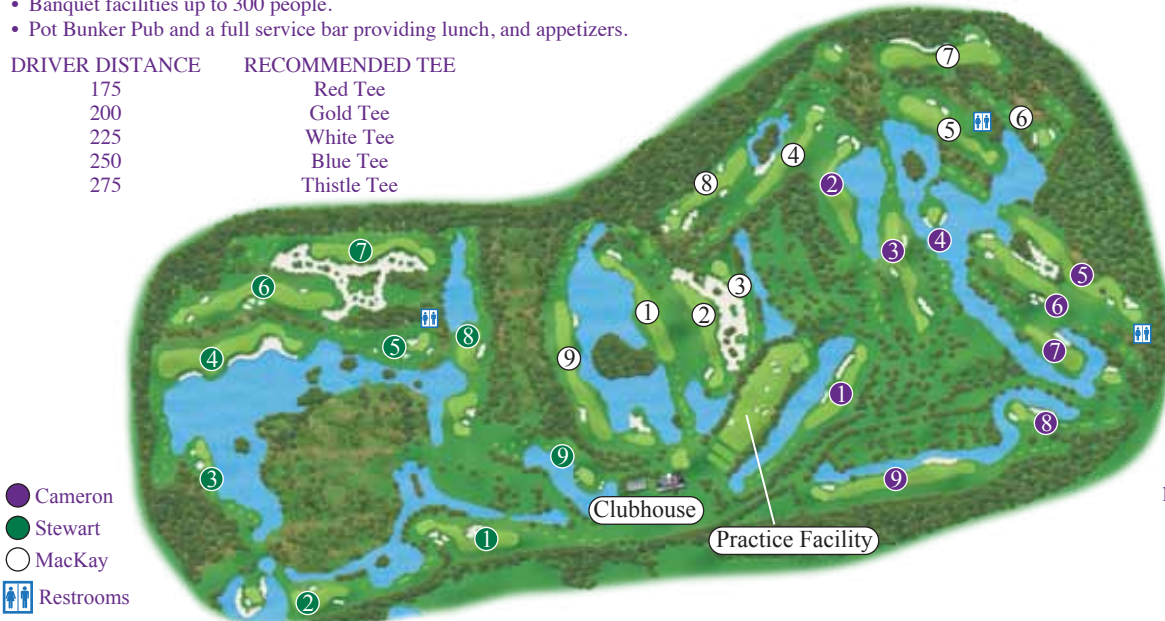 • Banquet facilities up to 300 people.
• Pot Bunker Pub and a full service bar providing lunch, and appetizers.
DRIVER DISTANCE RECOMMENDED TEE
175 Red Tee
200 Gold Tee
225 White Tee
250 Blue Tee
275 Thistle Tee
7
5
6
4
8
2
3
4
5
6
7
8
9
1
3
2
1
9
7
6
8
5
4
3
9
1
2
Clubhouse
Practice Facility
Cameron
Stewart
MacKay
Restrooms